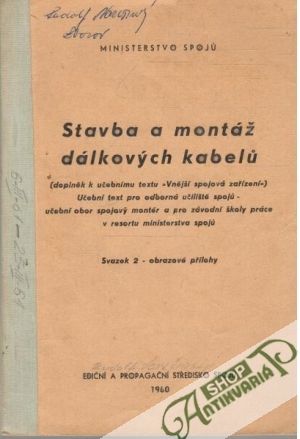 Rudolf
MINISTERSTVO SPOJŮ
Stavba a montáž
dálkových kabelů
(doplněk k učebnímu textu »Vnější spojová zařízení«)
Učební text pro odborná učiliště spojů -
učební obor spojový montér a pro závodní školy práce
v resortu ministerstva spojů
Svazek 2 - obrazové přílohy
EDIČNÍ A PROPAGAČNÍ STŘEDISKO SPOJŮ
1960
SHOP
ANTIKVARIÁT